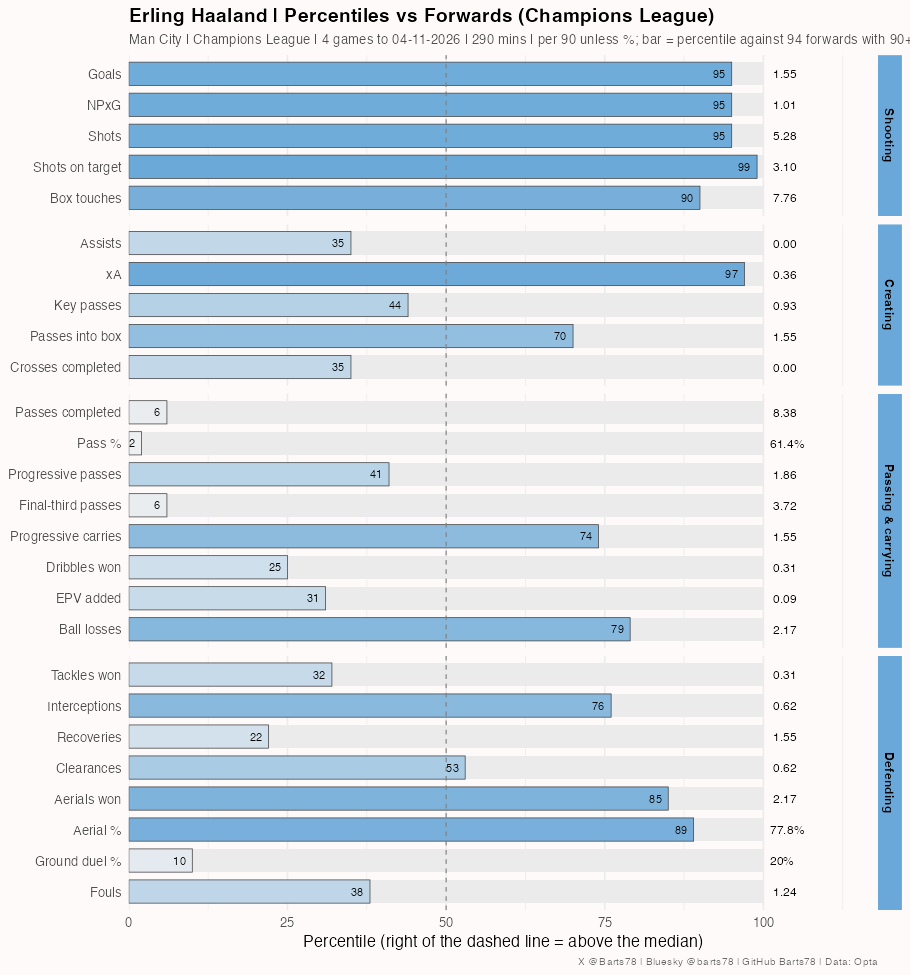 Erling Haaland | Percentiles vs Forwards (Champions League)
Man City | Champions League | 4 games to 04-11-2026 | 290 mins | per 90 unless %; bar = percentile against 94 forwards with 90+
Goals 95 1.55
NPxG 95 1.01
Shots 95 5.28
Shots on target 99 3.10
Box touches 90 7.76
Shooting
Assists 35 0.00
xA 97 0.36
Key passes 44 0.93
Passes into box 70 1.55
Crosses completed 35 0.00
Creating
Passes completed 6 8.38
Pass % 2 61.4%
Progressive passes 41 1.86
Final-third passes 6 3.72
Progressive carries 74 1.55
Dribbles won 25 0.31
EPV added 31 0.09
Ball losses 79 2.17
Passing & carrying
Tackles won 32 0.31
Interceptions 76 0.62
Recoveries 22 1.55
Clearances 53 0.62
Aerials won 85 2.17
Aerial % 89 77.8%
Ground duel % 10 20%
Fouls 38 1.24
Defending
0 25 50 75 100
Percentile (right of the dashed line = above the median)
X @Barts78 | Bluesky @barts78 | GitHub Barts78 | Data: Opta